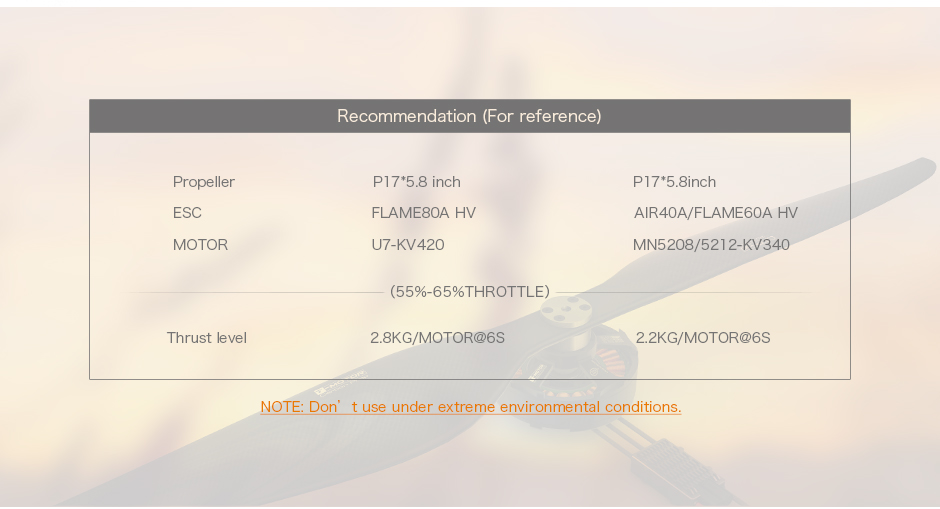 Recommendation (For reference)
Propeller P17*5.8 inch P17*5.8inch
ESC FLAME80A HV AIR40A/FLAME60A HV
MOTOR U7-KV420 MN5208/5212-KV340
(55%-65%THROTTLE)
Thrust level 2.8KG/MOTOR@6S 2.2KG/MOTOR@6S
NOTE: Don’t use under extreme environmental conditions.